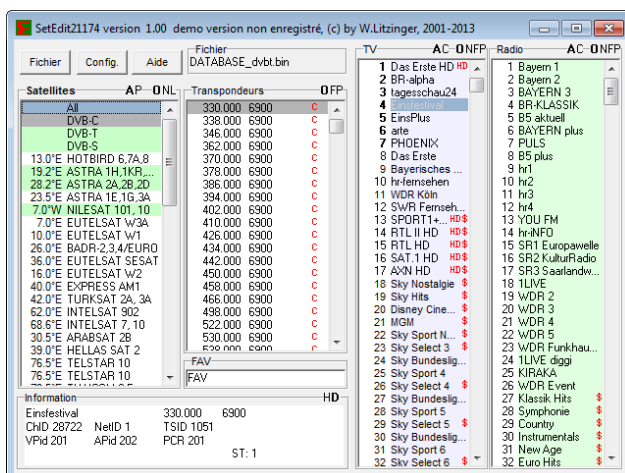 SetEdit21174 version 1.00 demo version non enregistré, (c) by W.Litzinger, 2001-2013
Fichier
Config.
Aide
Fichier
DATABASE_dvbt.bin
Satellites AP ONL
All
DVB-C
DVB-T
DVB-S
13.0°E HOTBIRD 6,7A,8
19.2°E ASTRA 1H,1KR,...
28.2°E ASTRA 2A,2B,2D
23.5°E ASTRA 1E,1G,3A
7.0°W NILESAT 101, 10
7.0°E EUTELSAT W3A
10.0°E EUTELSAT W1
26.0°E BADR-2,3,4/EURO
36.0°E EUTELSAT SESAT
16.0°E EUTELSAT W2
40.0°E EXPRESS AM1
42.0°E TURKSAT 2A, 3A
62.0°E INTELSAT 902
68.6°E INTELSAT 7, 10
30.5°E ARABSAT 2B
39.0°E HELLAS SAT 2
76.5°E TELSTAR 10
76.5°E TELSTAR 10
Transpondeurs OFP
330.000 6900 C
338.000 6900 C
346.000 6900 C
362.000 6900 C
370.000 6900 C
378.000 6900 C
386.000 6900 C
394.000 6900 C
402.000 6900 C
410.000 6900 C
426.000 6900 C
434.000 6900 C
442.000 6900 C
450.000 6900 C
458.000 6900 C
466.000 6900 C
498.000 6900 C
522.000 6900 C
530.000 6900 C
538.000 6900 C
FAV
FAV
Information HD
Einsfestival 330.000 6900
ChID 28722 NetID 1 TSID 1051
VPid 201 APid 202 PCR 201
ST: 1
TV AC-ONFP
1 Das Erste HD HD
2 BR-alpha
3 tagesschau24
4 Einsfestival
5 EinsPlus
6 arte
7 PHOENIX
8 Das Erste
9 Bayerisches ...
10 hr-fernsehen
11 WDR Köln
12 SWR Fernseh...
13 SPORT1+... HD$
14 RTL II HD HD$
15 RTL HD HD$
16 SAT.1 HD HD$
17 AXN HD HD$
18 Sky Nostalgie $
19 Sky Hits $
20 Disney Cine... $
21 MGM $
22 Sky Sport N... $
23 Sky Select 3 $
24 Sky Bundeslig...
25 Sky Bundeslig...
26 Sky Select 4 $
27 Sky Bundeslig...
28 Sky Sport 5
29 Sky Select 5 $
30 Sky Bundeslig...
31 Sky Sport 6
32 Sky Select 6 $
Radio AC-ONFP
1 Bayern 1
2 Bayern 2
3 BAYERN 3
4 BR-KLASSIK
5 B5 aktuell
6 BAYERN plus
7 PULS
8 B5 plus
9 hr1
10 hr2
11 hr3
12 hr4
13 YOU FM
14 hr-iNFO
15 SR1 Europawelle
16 SR2 KulturRadio
17 SR3 Saarlandw...
18 1LIVE
19 WDR 2
20 WDR 3
21 WDR 4
22 WDR 5
23 WDR Funkhau...
24 1LIVE diggi
25 KIRAKA
26 WDR Event
27 Klassik Hits $
28 Symphonie $
29 Country $
30 Instrumentals $
31 New Age $
32 Euro Hits $